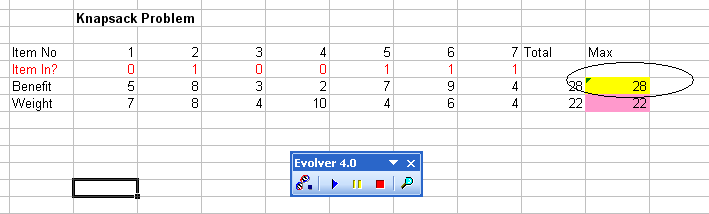 Knapsack Problem
Item No 1 2 3 4 5 6 7 Total Max
Item In? 0 1 0 0 1 1 1
Benefit 5 8 3 2 7 9 4 28 28
Weight 7 8 4 10 4 6 4 22 22
Evolver 4.0